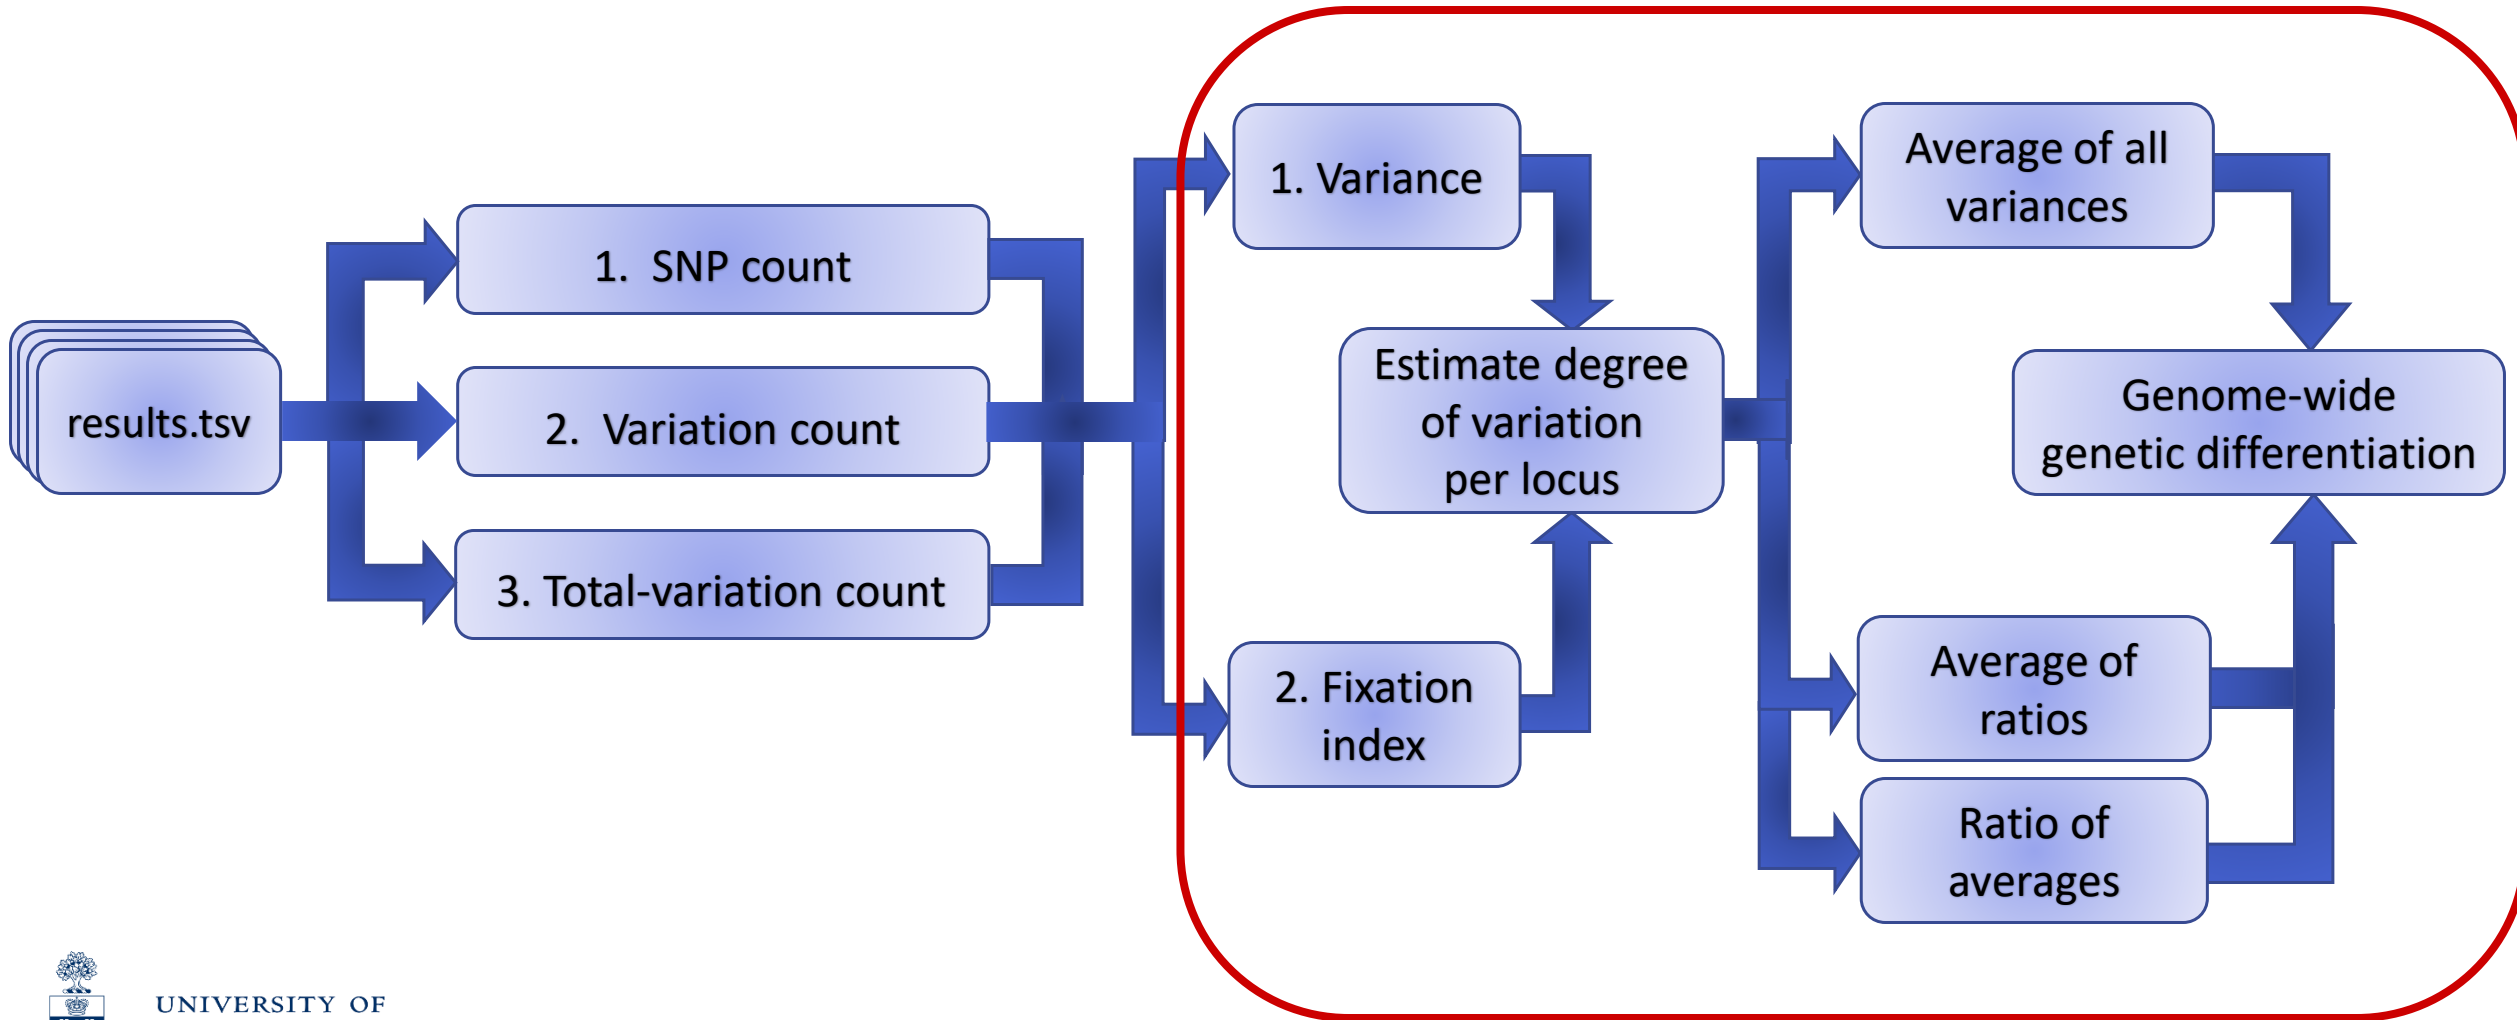 results.tsv
1. SNP count
2. Variation count
3. Total-variation count
1. Variance
2. Fixation
index
Estimate degree
of variation
per locus
Average of all
variances
Average of
ratios
Ratio of
averages
Genome-wide
genetic differentiation
UNIVERSITY OF